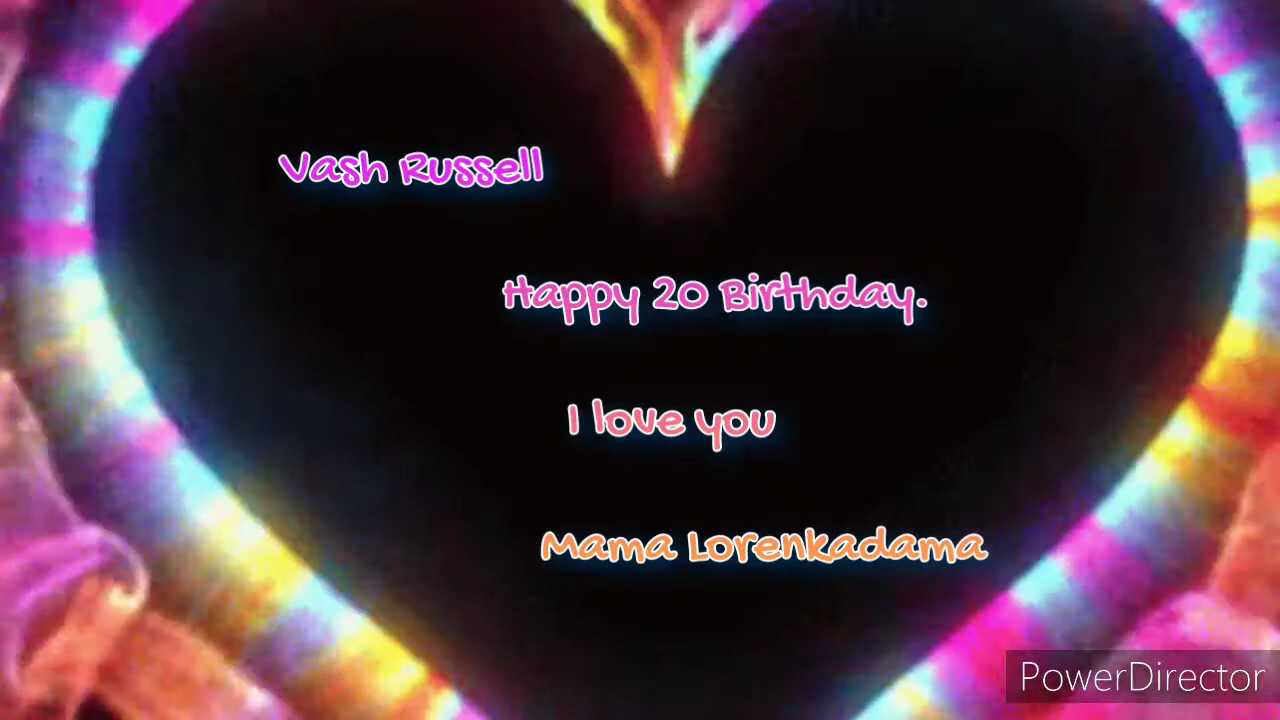 Vash Russell
Happy 20 Birthday.
I love you
Mama Lorenkadama
PowerDirector